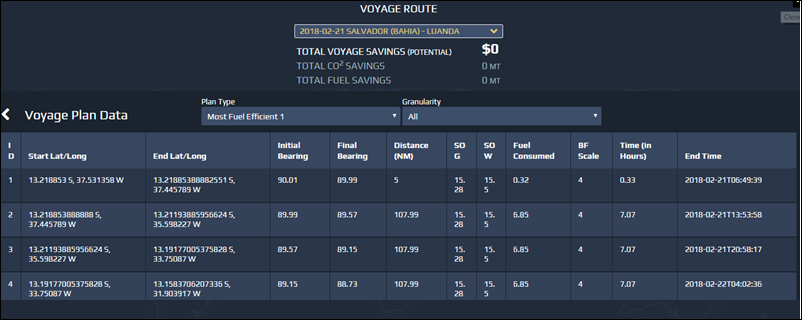 VOYAGE ROUTE
Close
2018-02-21 SALVADOR (BAHIA) - LUANDA
TOTAL VOYAGE SAVINGS (POTENTIAL) $0
TOTAL CO2 SAVINGS 0 MT
TOTAL FUEL SAVINGS 0 MT
Plan Type Granularity
Voyage Plan Data Most Fuel Efficient 1 All
I Initial Final Distance SO SO Fuel BF Time (in
D Start Lat/Long End Lat/Long Bearing Bearing (NM) G W Consumed Scale Hours) End Time
1 13.218853 S, 37.531358 W 13.21885388882551 S, 90.01 89.99 5 15. 15. 0.32 4 0.33 2018-02-21T06:49:39
37.445789 W 28 5
2 13.218853888888 S, 13.21193885956624 S, 89.99 89.57 107.99 15. 15. 6.85 4 7.07 2018-02-21T13:53:58
37.445789 W 35.598227 W 28 5
3 13.21193885956624 S, 13.19177005375828 S, 89.57 89.15 107.99 15. 15. 6.85 4 7.07 2018-02-21T20:58:17
35.598227 W 33.75087 W 28 5
4 13.19177005375828 S, 13.1583706207336 S, 89.15 88.73 107.99 15. 15. 6.85 4 7.07 2018-02-22T04:02:36
33.75087 W 31.903917 W 28 5